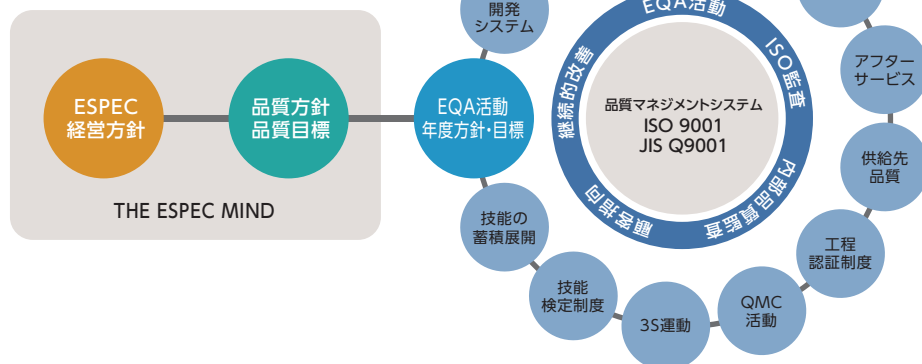 ESPEC
経営方針
品質方針
品質目標
THE ESPEC MIND
EQA活動
年度方針・目標
開発
システム
EQA活動
ISO監査
内部品質監査
顧客指向
継続的改善
品質マネジメントシステム
ISO 9001
JIS Q9001
アフター
サービス
供給先
品質
工程
認証制度
QMC
活動
3S運動
技能
検定制度
技能の
蓄積展開